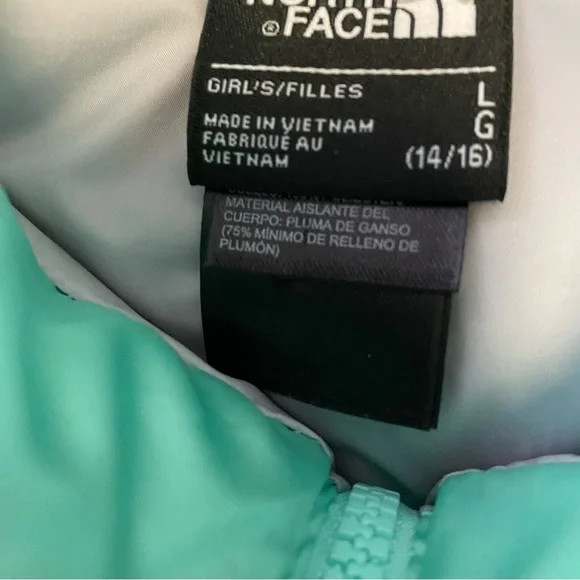 NORTH
®FACE
GIRL'S/FILLES L
MADE IN VIETNAM G
FABRIQUÉ AU
VIETNAM (14/16)
MATERIAL AISLANTE DEL
CUERPO: PLUMA DE GANSO
(75% MÍNIMO DE RELLENO DE
PLUMÓN)